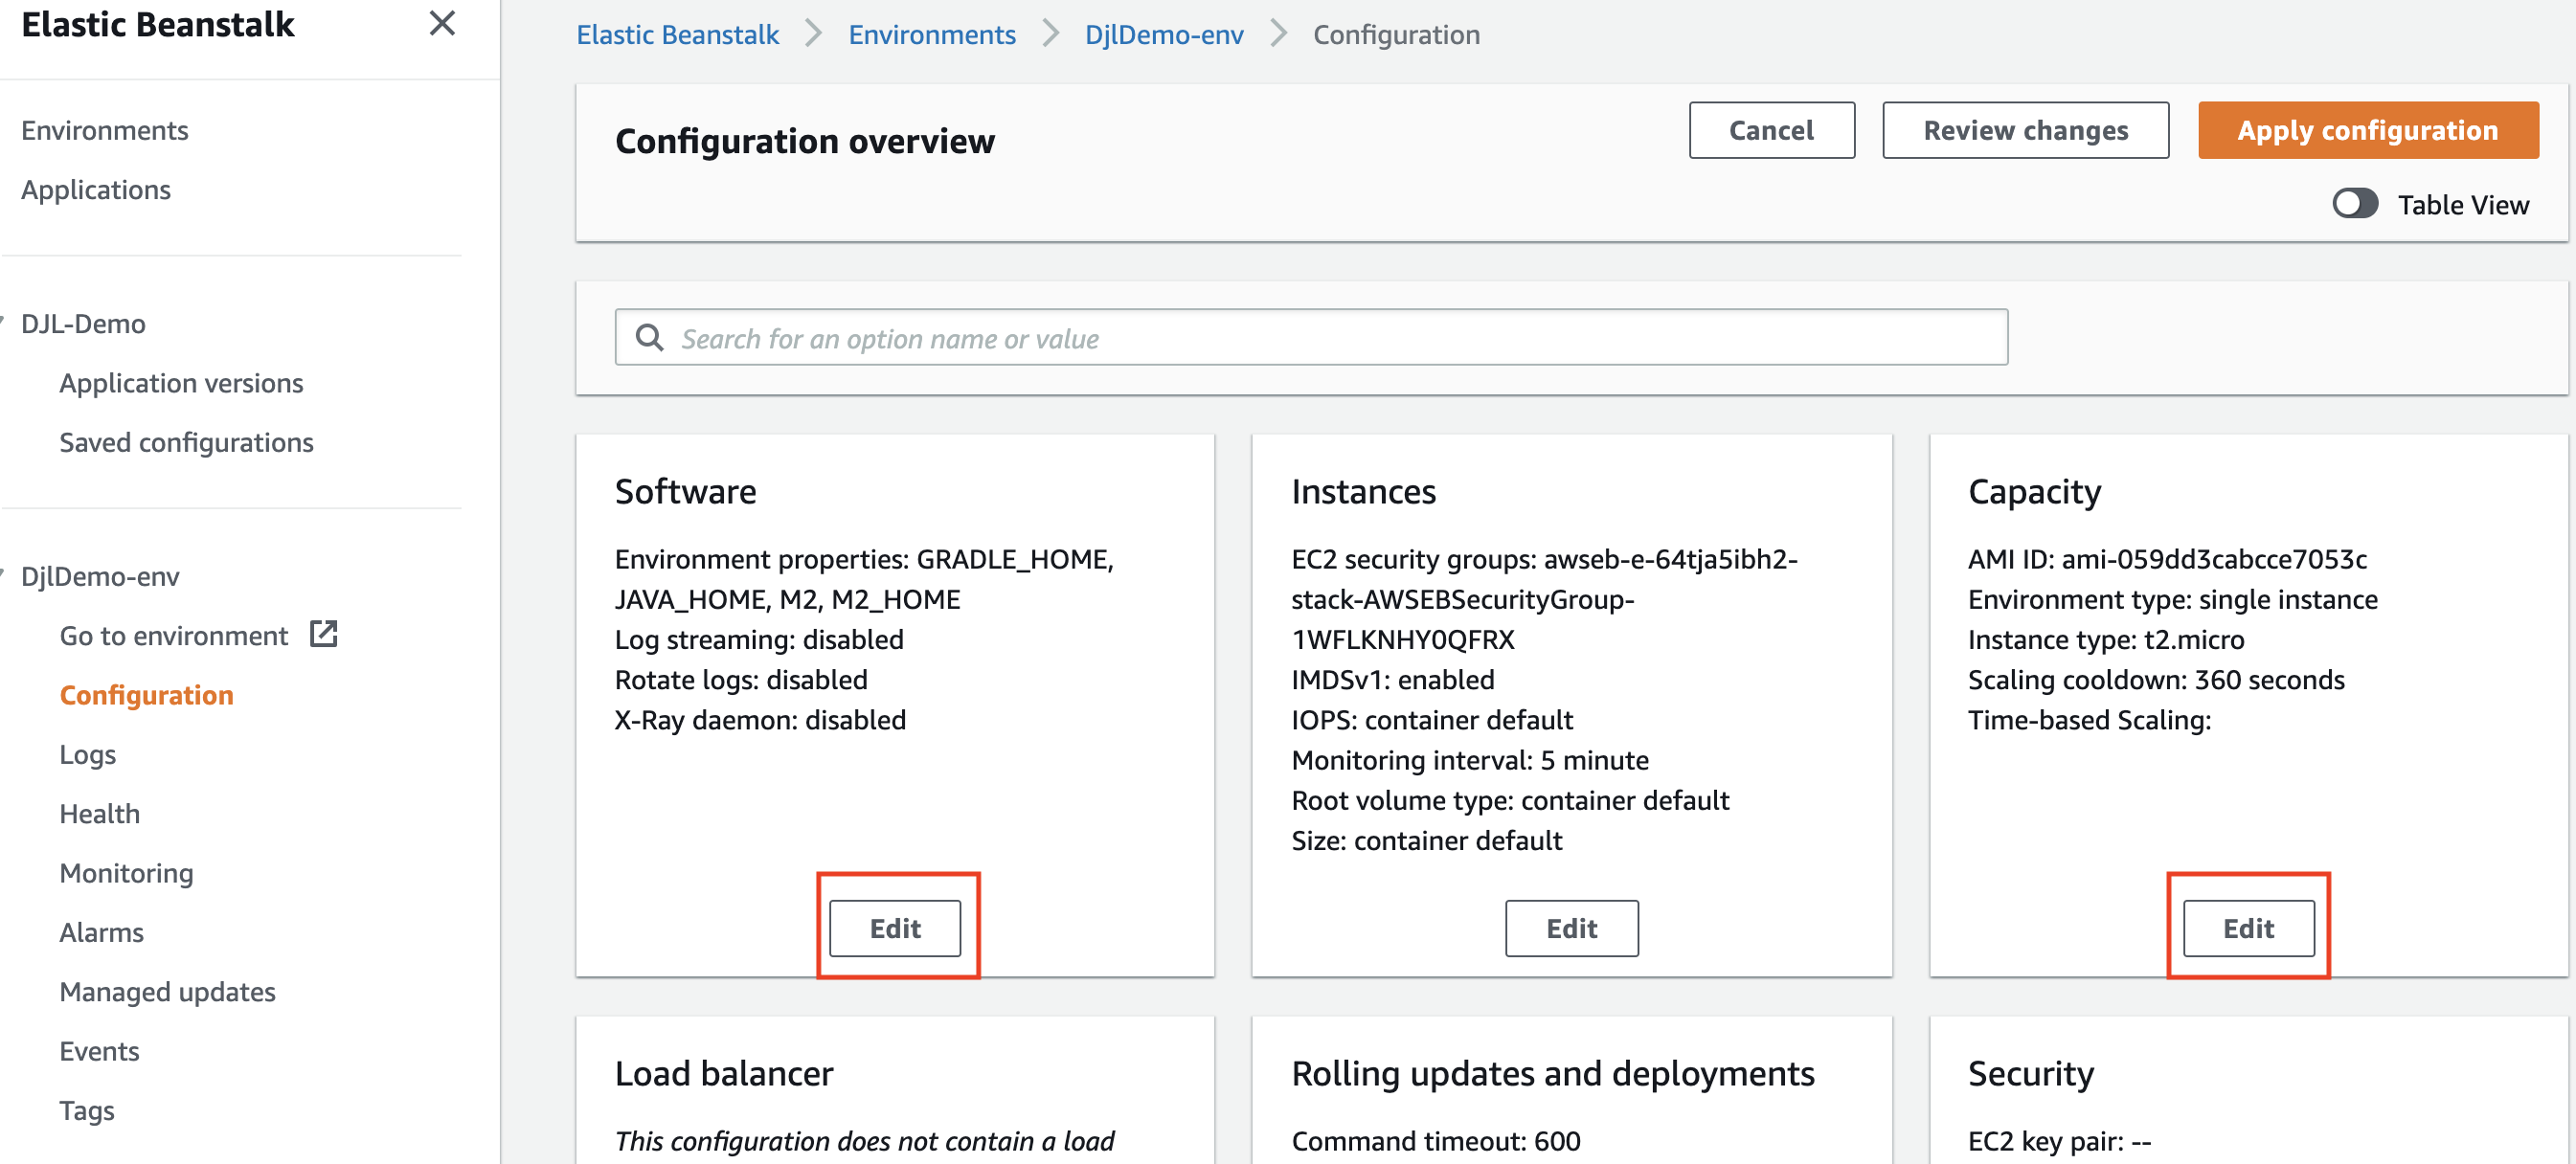 Elastic Beanstalk
Environments
Applications
DJL-Demo
Application versions
Saved configurations
DjlDemo-env
Go to environment
Configuration
Logs
Health
Monitoring
Alarms
Managed updates
Events
Tags
Elastic Beanstalk
Environments
DjlDemo-env
Configuration
Configuration overview
Cancel
Review changes
Apply configuration
Table View
Search for an option name or value
Software
Environment properties: GRADLE_HOME,
JAVA_HOME, M2, M2_HOME
Log streaming: disabled
Rotate logs: disabled
X-Ray daemon: disabled
Edit
Instances
EC2 security groups: awseb-e-64tja5ibh2-
stack-AWSEBSecurityGroup-
1WFLKNHY0QFRX
IMDSv1: enabled
IOPS: container default
Monitoring interval: 5 minute
Root volume type: container default
Size: container default
Edit
Capacity
AMI ID: ami-059dd3cabcce7053c
Environment type: single instance
Instance type: t2.micro
Scaling cooldown: 360 seconds
Time-based Scaling:
Edit
Load balancer
This configuration does not contain a load
Rolling updates and deployments
Command timeout: 600
Security
EC2 key pair: --